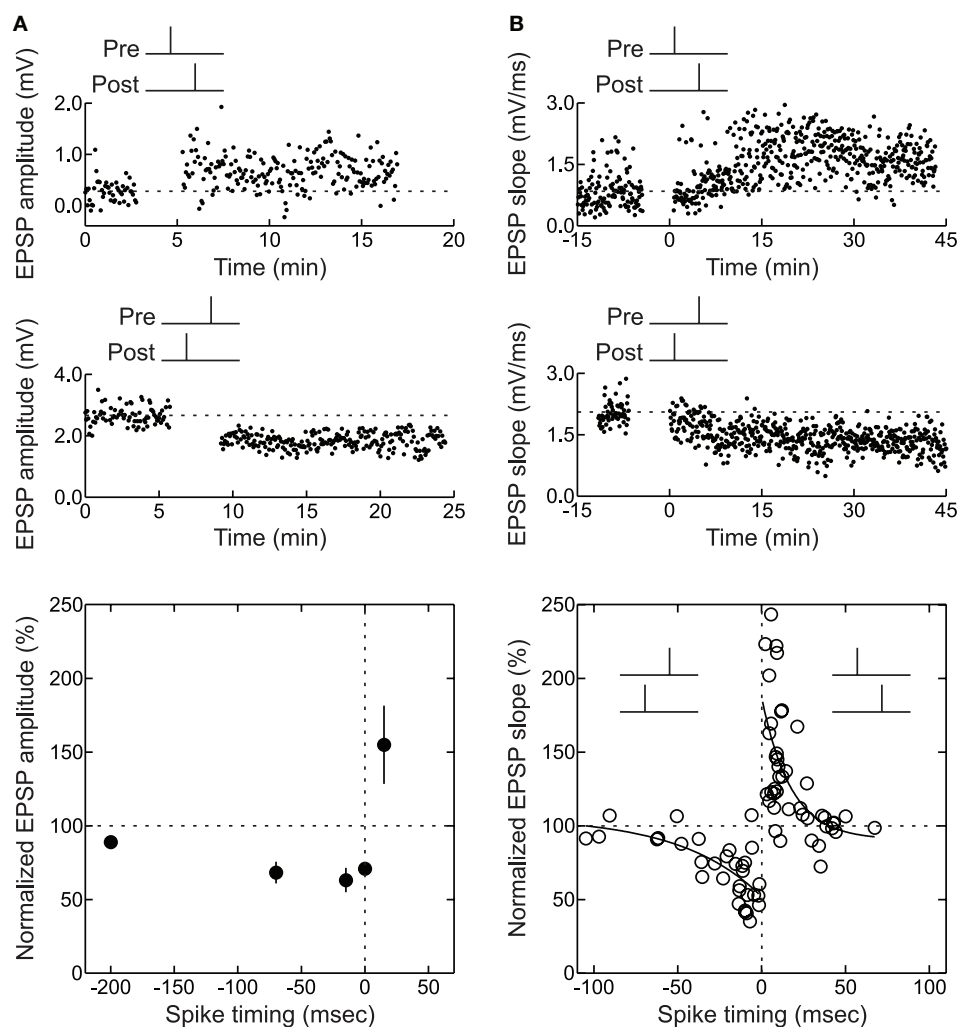 A
Pre
Post
EPSP amplitude (mV)
2.0
1.0
0.0
0 5 10 15 20
Time (min)
B
Pre
Post
EPSP slope (mV/ms)
3.0
1.5
0.0
-15 0 15 30 45
Time (min)
Pre
Post
EPSP amplitude (mV)
4.0
2.0
0.0
0 5 10 15 20 25
Time (min)
Pre
Post
EPSP slope (mV/ms)
3.0
1.5
0.0
-15 0 15 30 45
Time (min)
Normalized EPSP amplitude (%)
250
200
150
100
50
0
-200 -150 -100 -50 0 50
Spike timing (msec)
Normalized EPSP slope (%)
250
200
150
100
50
0
-100 -50 0 50 100
Spike timing (msec)